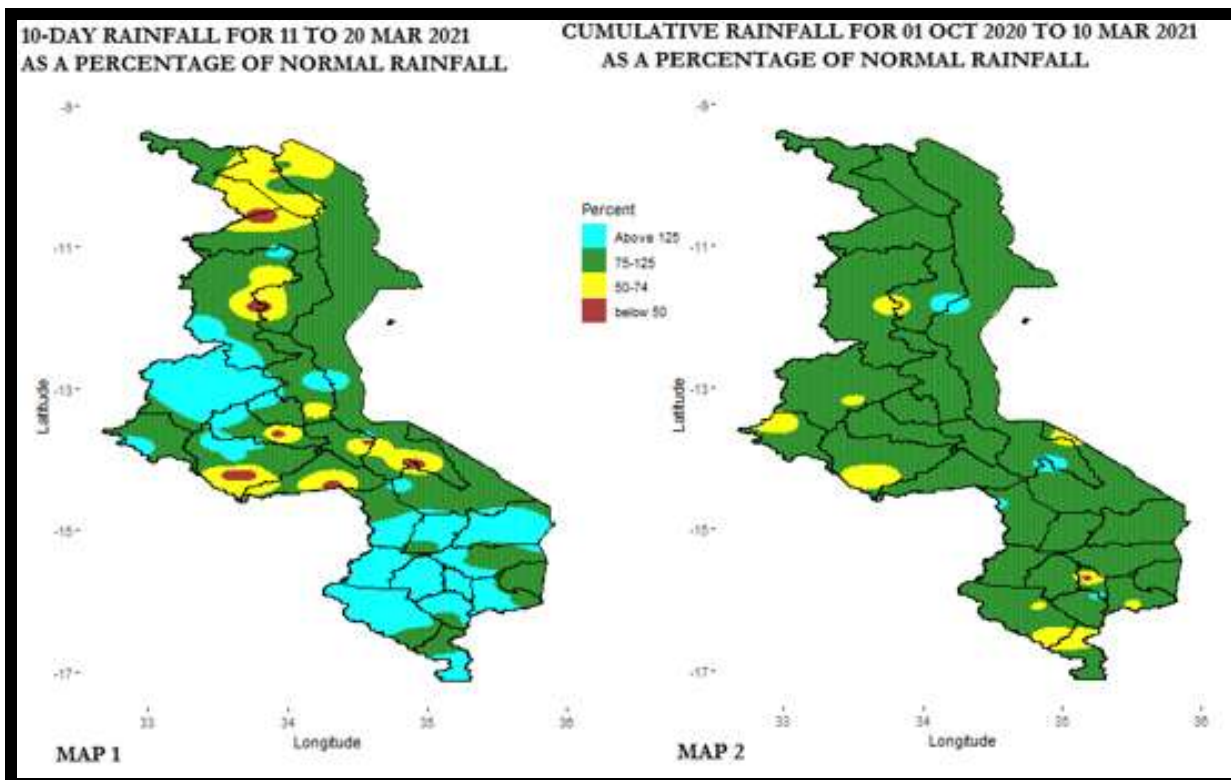 10-DAY RAINFALL FOR 11 TO 20 MAR 2021
AS A PERCENTAGE OF NORMAL RAINFALL
CUMULATIVE RAINFALL FOR 01 OCT 2020 TO 10 MAR 2021
AS A PERCENTAGE OF NORMAL RAINFALL
-9
-11
-13
-15
-17
Latitude
33
34
35
36
Longitude
MAP 1
Percent
Above 125
75-125
50-74
below 50
-9
-11
-13
-15
-17
Latitude
33
34
35
36
Longitude
MAP 2